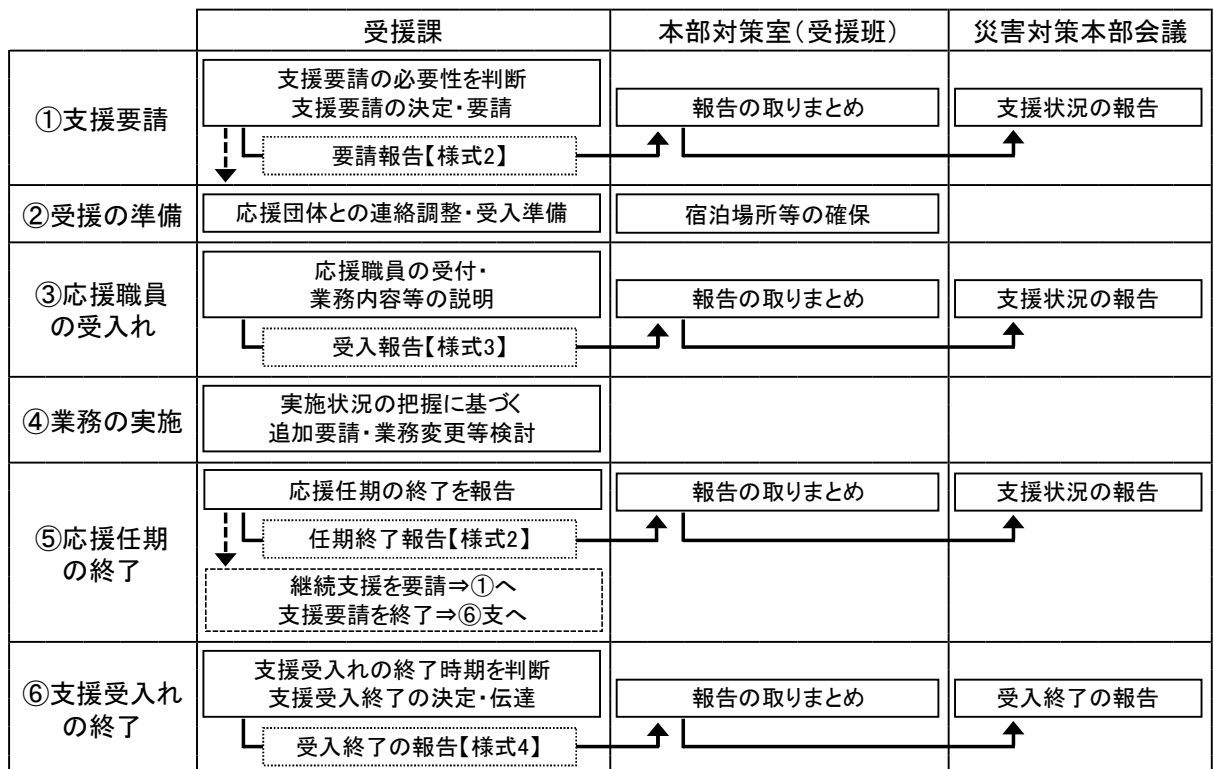 受援課
本部対策室(受援班)
災害対策本部会議
①支援要請
支援要請の必要性を判断
支援要請の決定・要請
要請報告【様式2】
報告の取りまとめ
支援状況の報告
②受援の準備
応援団体との連絡調整・受入準備
宿泊場所等の確保
③応援職員
の受入れ
応援職員の受付・
業務内容等の説明
受入報告【様式3】
報告の取りまとめ
支援状況の報告
④業務の実施
実施状況の把握に基づく
追加要請・業務変更等検討
⑤応援任期
の終了
応援任期の終了を報告
任期終了報告【様式2】
継続支援を要請⇒①へ
支援要請を終了⇒⑥支へ
報告の取りまとめ
支援状況の報告
⑥支援受入れ
の終了
支援受入れの終了時期を判断
支援受入終了の決定・伝達
受入終了の報告【様式4】
報告の取りまとめ
受入終了の報告